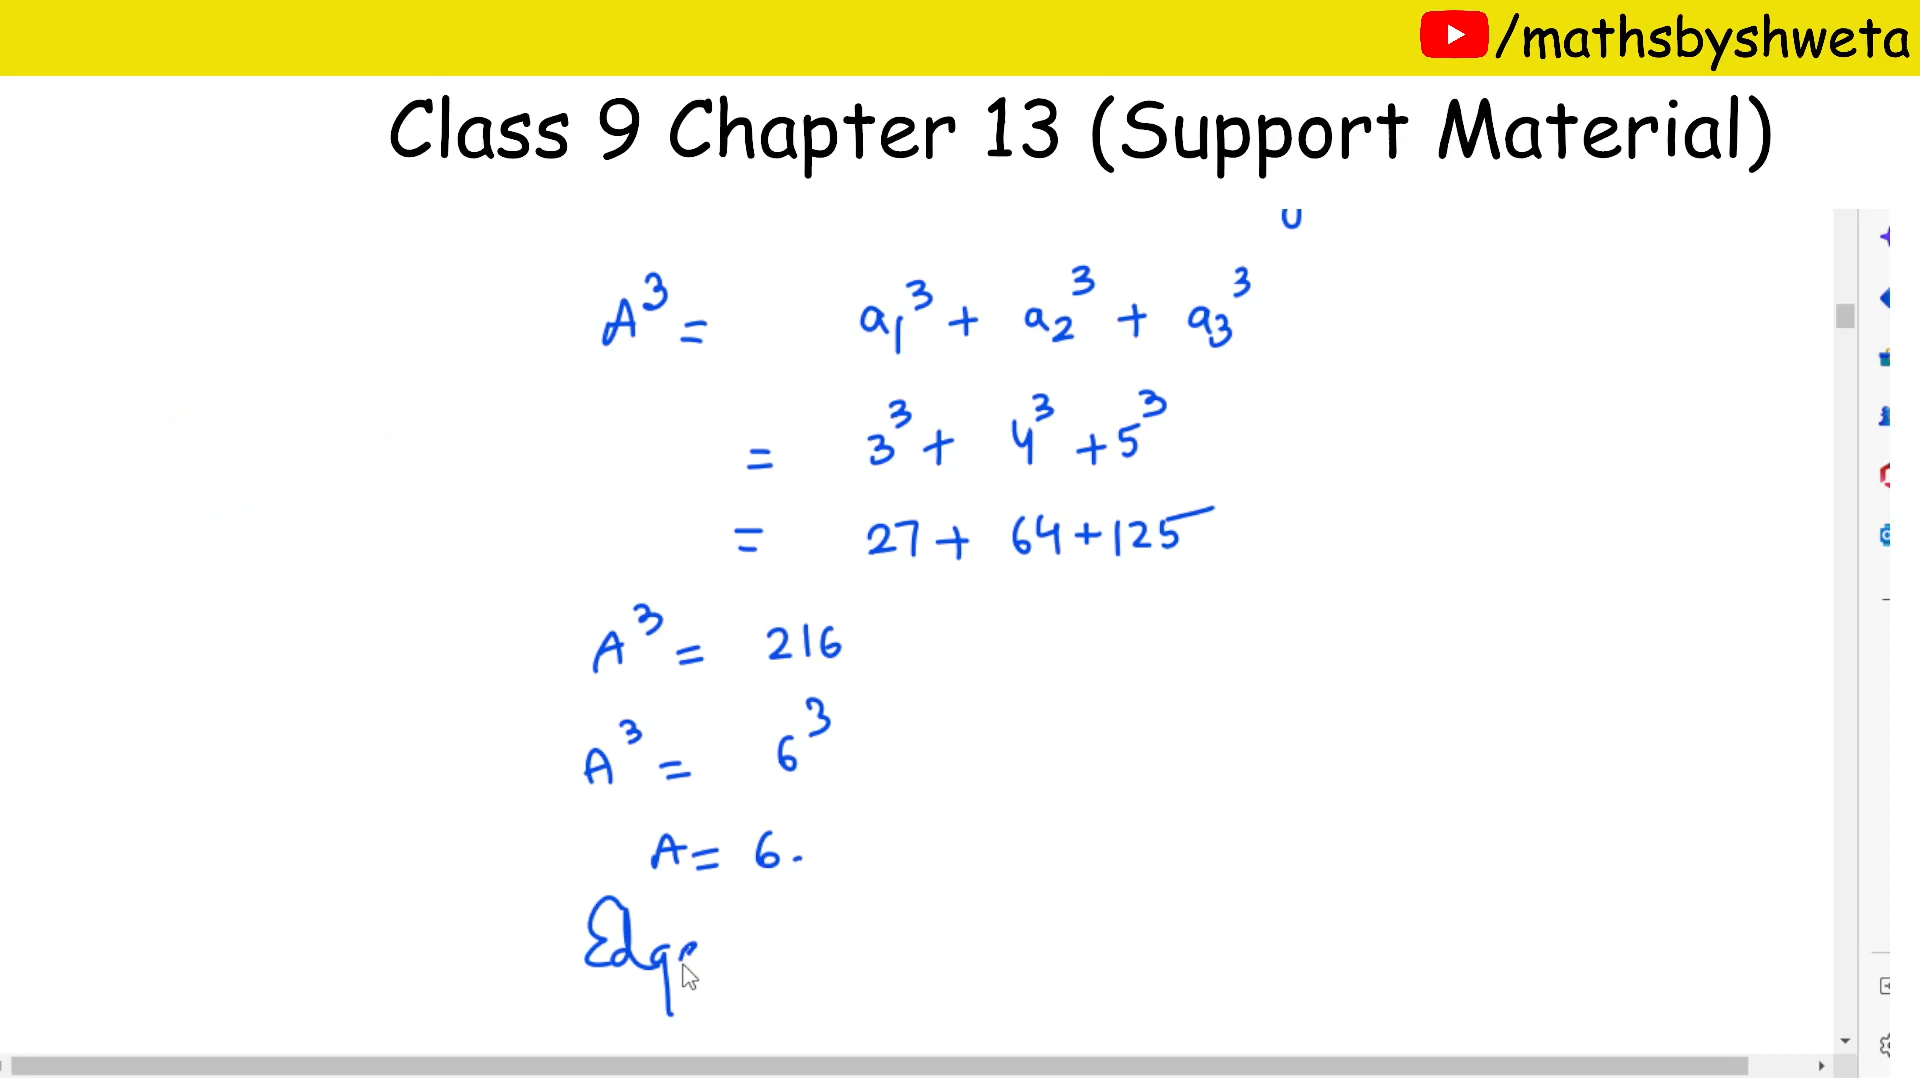 /mathsbyshweta
Class 9 Chapter 13 (Support Material)
A³ = a₁³ + a₂³ + a₃³
= 3³ + 4³ + 5³
= 27 + 64 + 125
A³ = 216
A³ = 6³
A = 6.
Edge